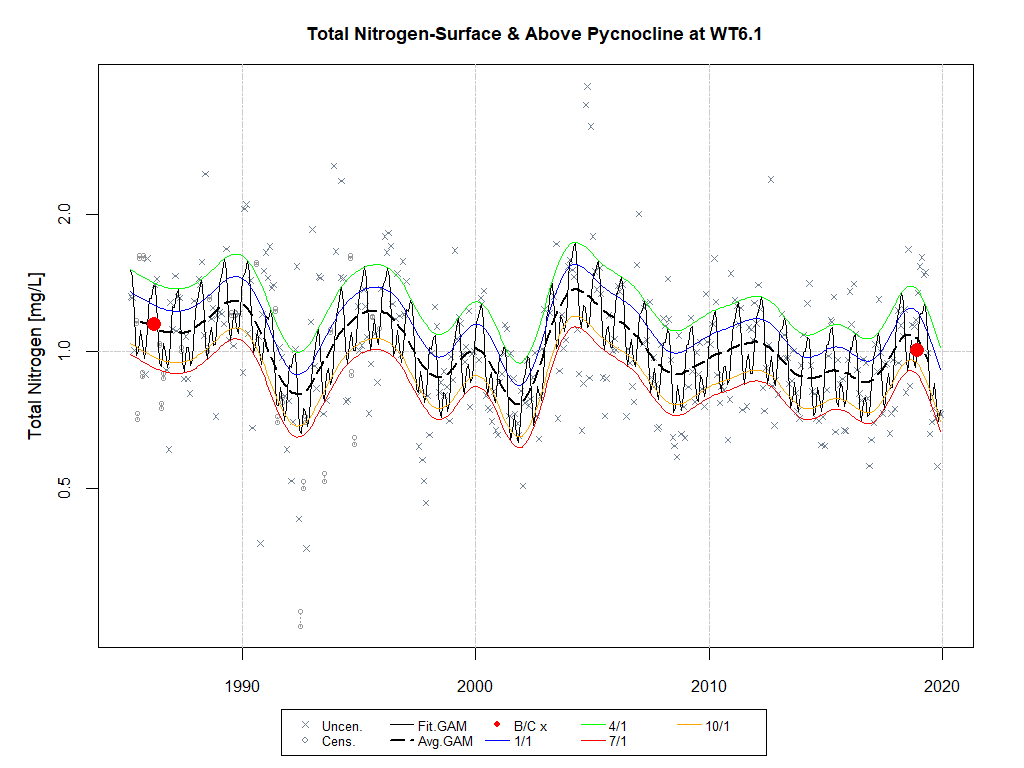 Total Nitrogen-Surface & Above Pycnocline at WT6.1
Total Nitrogen [mg/L]
2.0
1.0
0.5
1990 2000 2010 2020
Uncen. Fit.GAM B/C x 4/1 10/1
Cens. Avg.GAM 1/1 7/1